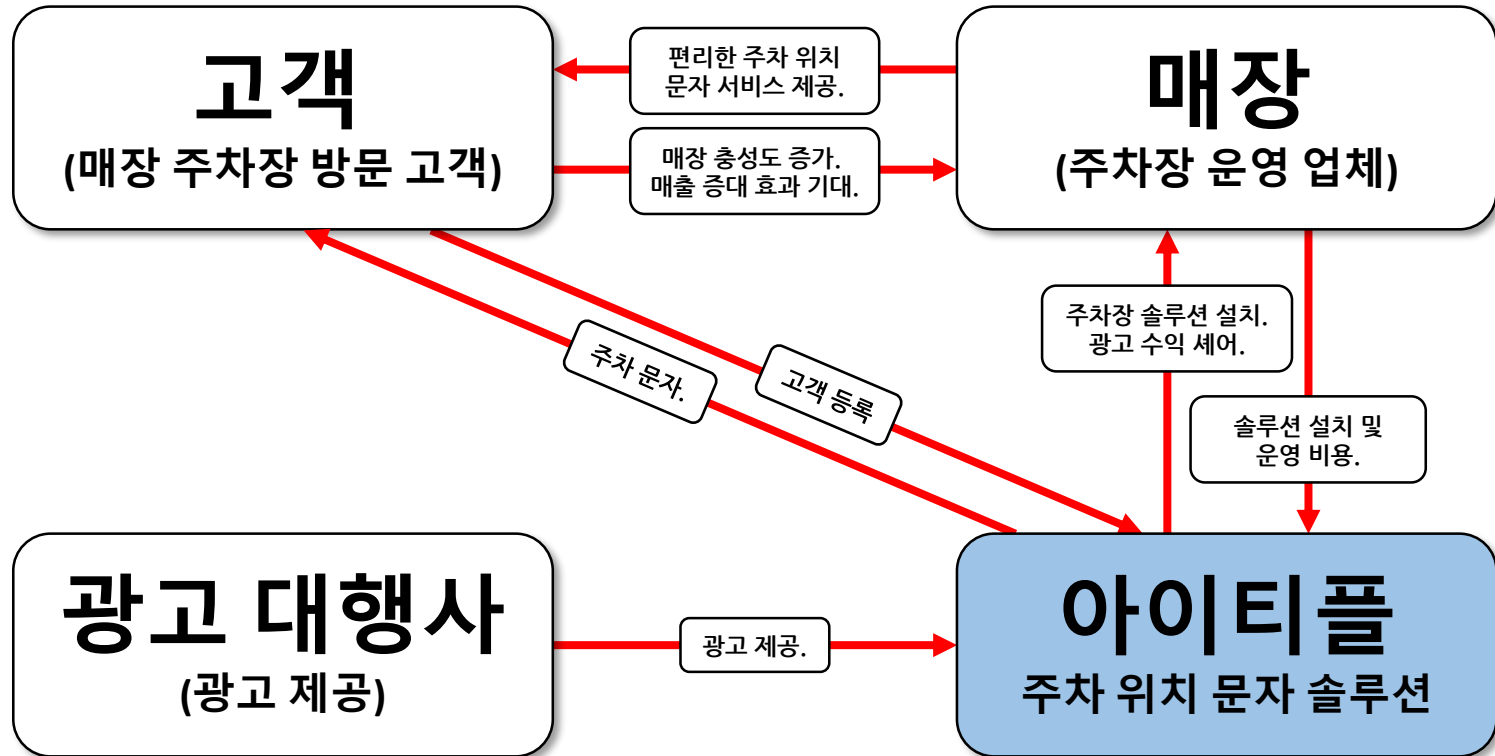 고객
(매장 주차장 방문 고객)
편리한 주차 위치
문자 서비스 제공.
매장 충성도 증가.
매출 증대 효과 기대.
매장
(주차장 운영 업체)
주차 문자.
고객 등록
주차장 솔루션 설치.
광고 수익 셰어.
솔루션 설치 및
운영 비용.
광고 대행사
(광고 제공)
광고 제공.
아이티플
주차 위치 문자 솔루션